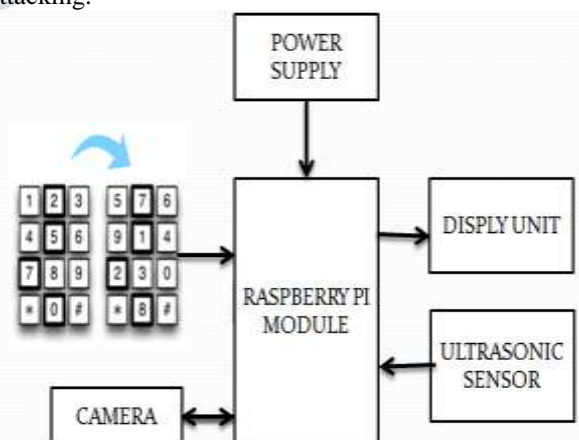 ttacking.
POWER
SUPPLY
1 2 3 5 7 6
4 5 6 9 1 4
7 8 9 2 3 0
* 0 # * 8 #
RASPBERRY PI
MODULE
DISPLY UNIT
ULTRASONIC
SENSOR
CAMERA